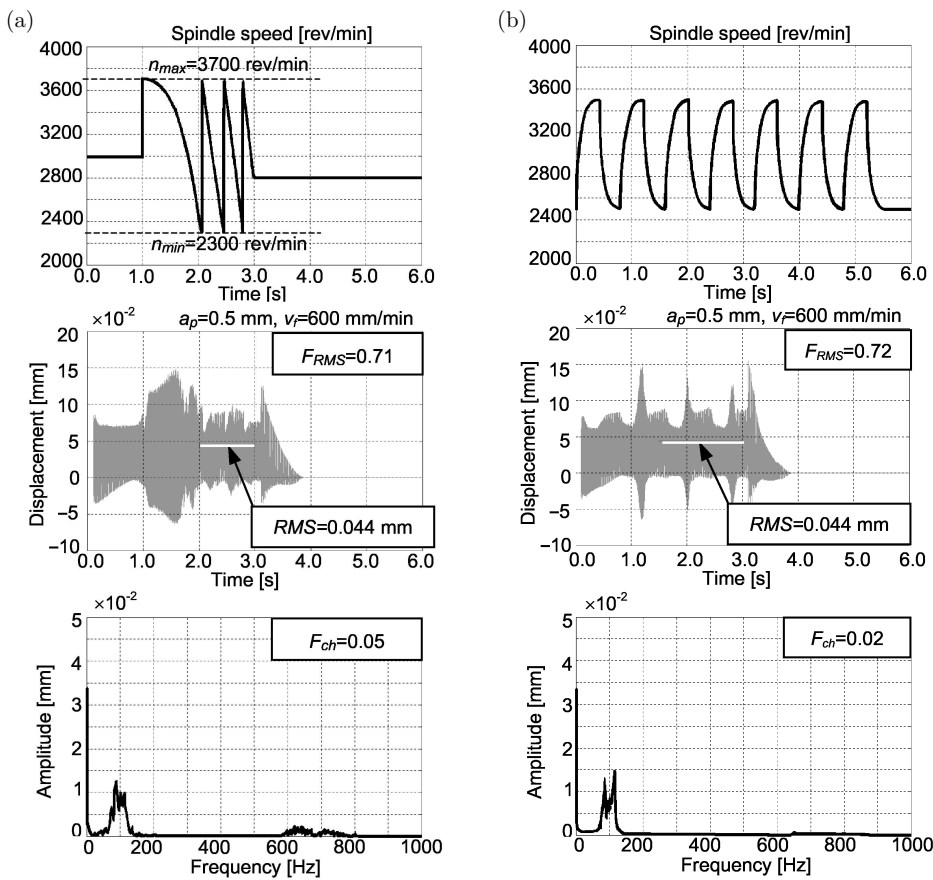 (a)
Spindle speed [rev/min]
4000
3600
3200
2800
2400
2000
n_max=3700 rev/min
n_min=2300 rev/min
0.0 1.0 2.0 3.0 4.0 5.0 6.0
Time [s]
×10⁻² a_p=0.5 mm, v_f=600 mm/min
Displacement [mm]
20
15
10
5
0
−5
−10
F_RMS=0.71
RMS=0.044 mm
0.0 1.0 2.0 3.0 4.0 5.0 6.0
Time [s]
×10⁻²
Amplitude [mm]
5
4
3
2
1
0
F_ch=0.05
0 200 400 600 800 1000
Frequency [Hz]
(b)
Spindle speed [rev/min]
4000
3600
3200
2800
2400
2000
0.0 1.0 2.0 3.0 4.0 5.0 6.0
Time [s]
×10⁻² a_p=0.5 mm, v_f=600 mm/min
Displacement [mm]
20
15
10
5
0
−5
−10
F_RMS=0.72
RMS=0.044 mm
0.0 1.0 2.0 3.0 4.0 5.0 6.0
Time [s]
×10⁻²
Amplitude [mm]
5
4
3
2
1
0
F_ch=0.02
0 200 400 600 800 1000
Frequency [Hz]